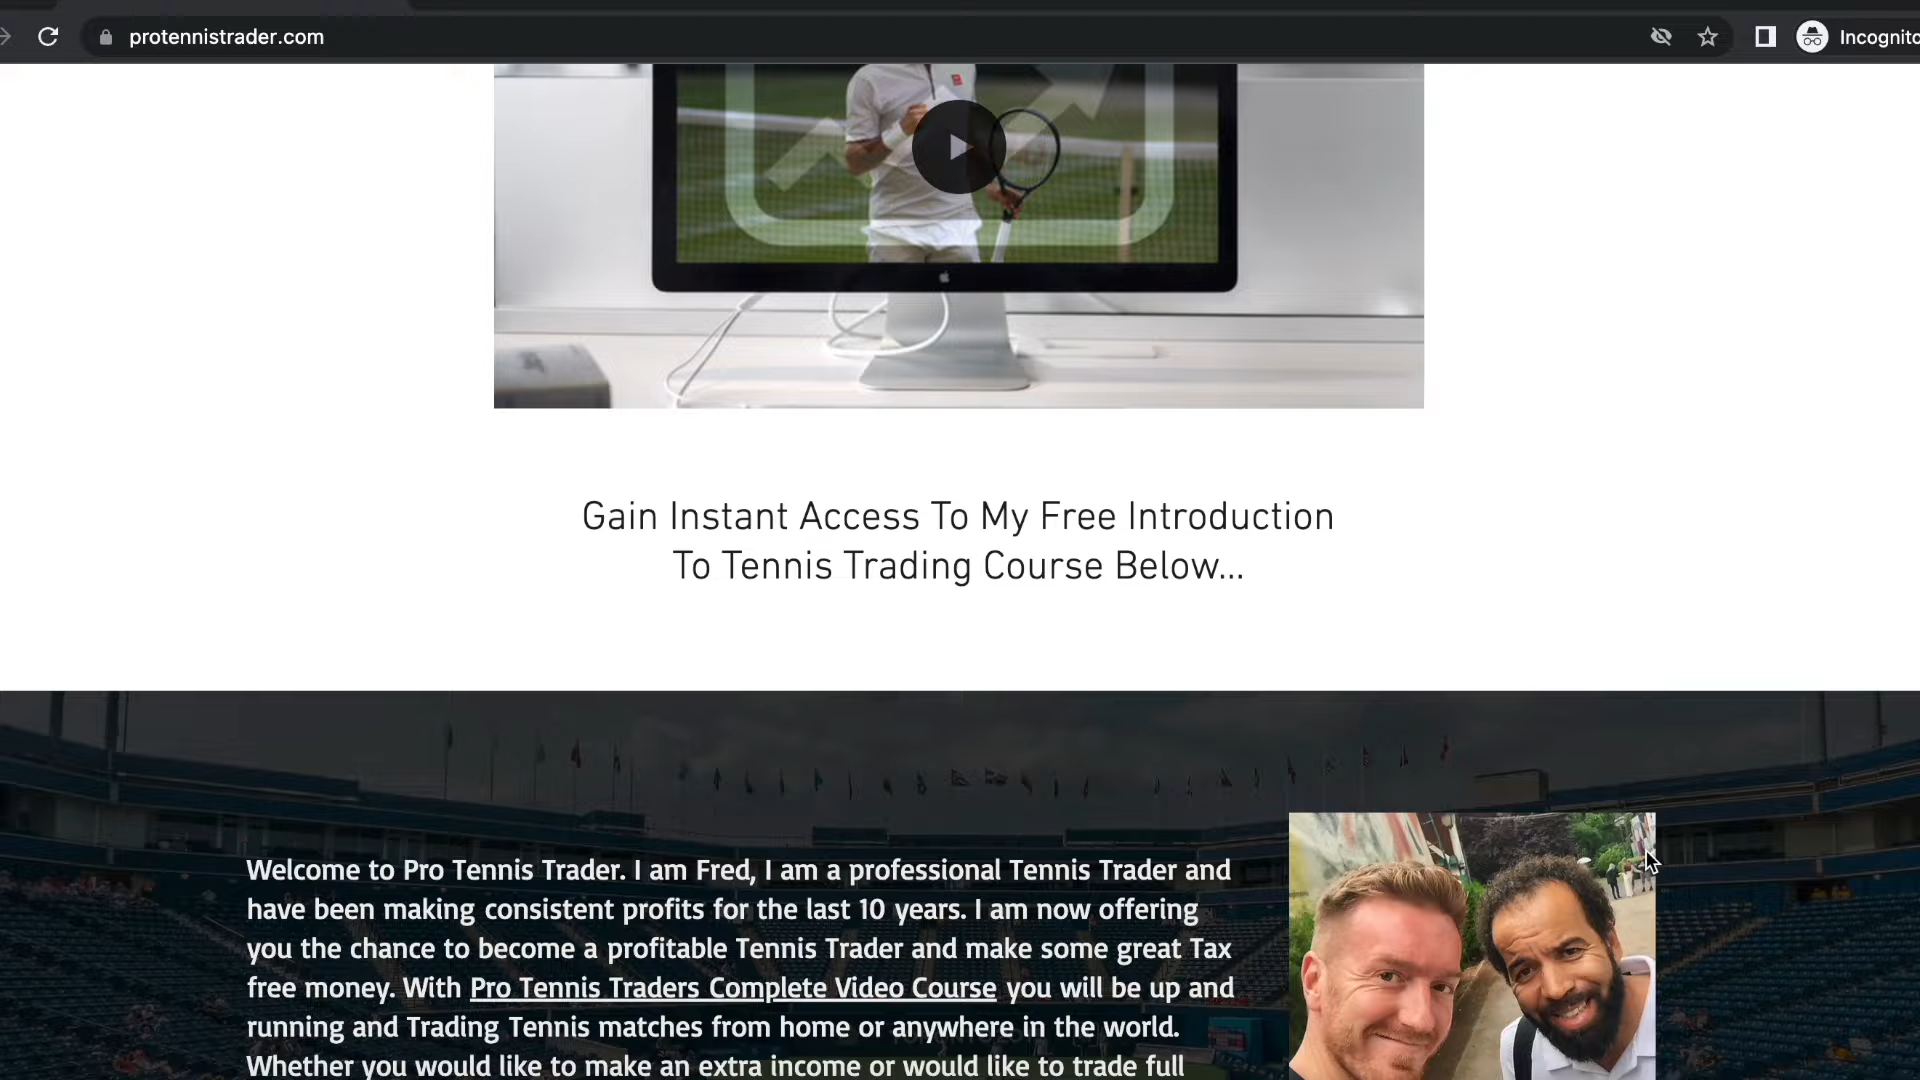 protennistrader.com
Incognito
Gain Instant Access To My Free Introduction
To Tennis Trading Course Below...
Welcome to Pro Tennis Trader. I am Fred, I am a professional Tennis Trader and
have been making consistent profits for the last 10 years. I am now offering
you the chance to become a profitable Tennis Trader and make some great Tax
free money. With Pro Tennis Traders Complete Video Course you will be up and
running and Trading Tennis matches from home or anywhere in the world.
Whether you would like to make an extra income or would like to trade full